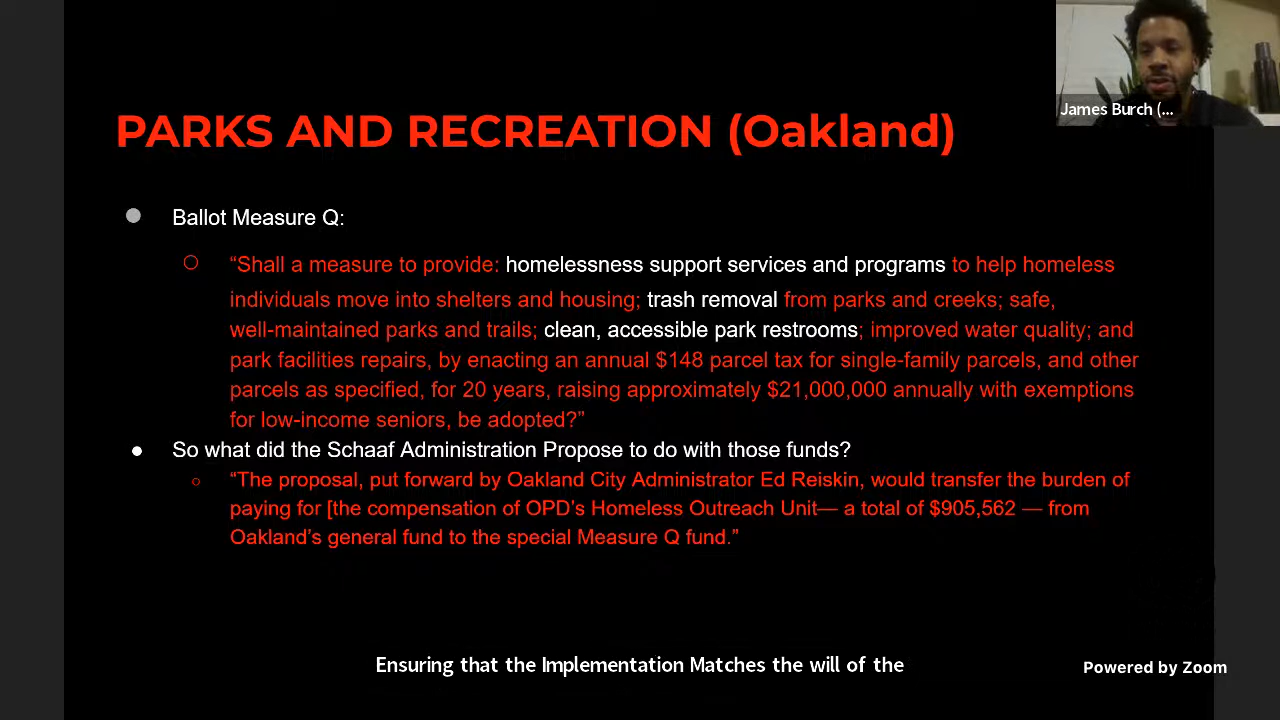 James Burch (...
PARKS AND RECREATION (Oakland)
Ballot Measure Q:
“Shall a measure to provide: homelessness support services and programs to help homeless
individuals move into shelters and housing; trash removal from parks and creeks; safe,
well-maintained parks and trails; clean, accessible park restrooms; improved water quality; and
park facilities repairs, by enacting an annual $148 parcel tax for single-family parcels, and other
parcels as specified, for 20 years, raising approximately $21,000,000 annually with exemptions
for low-income seniors, be adopted?”
So what did the Schaaf Administration Propose to do with those funds?
“The proposal, put forward by Oakland City Administrator Ed Reiskin, would transfer the burden of
paying for [the compensation of OPD’s Homeless Outreach Unit— a total of $905,562 — from
Oakland’s general fund to the special Measure Q fund.”
Ensuring that the Implementation Matches the will of the
Powered by Zoom